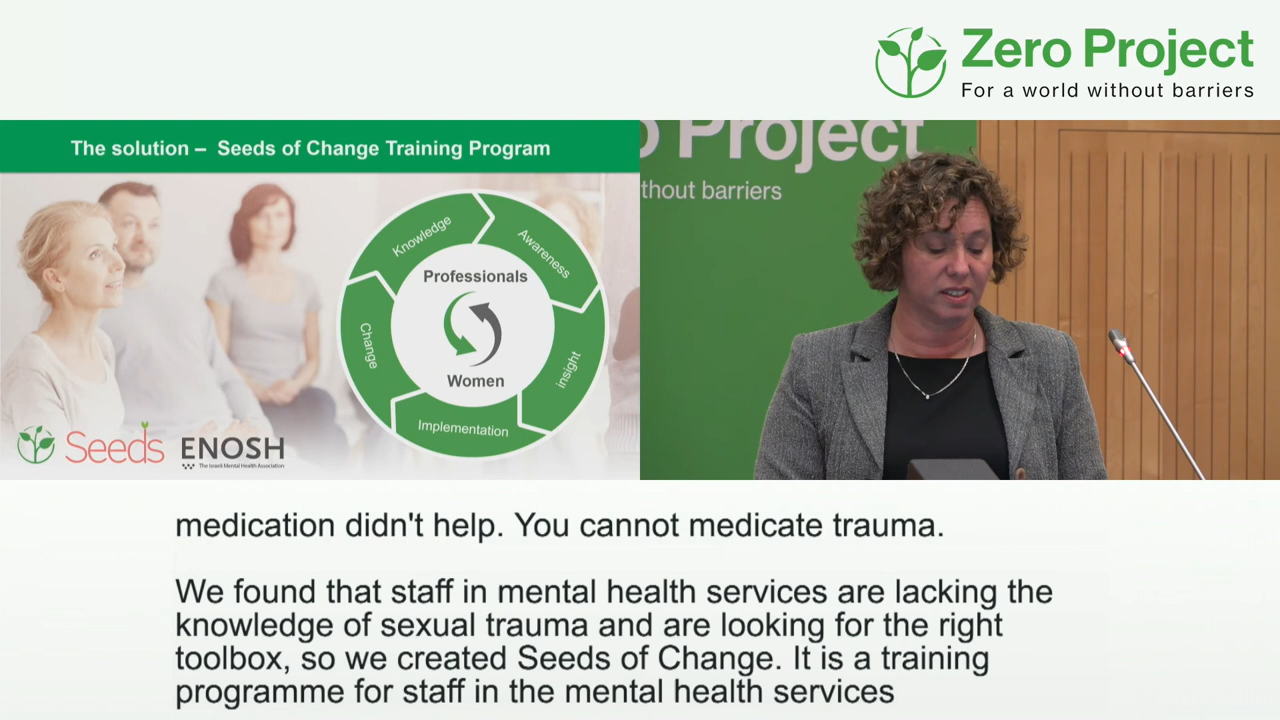 Zero Project
For a world without barriers
The solution – Seeds of Change Training Program
Knowledge
Awareness
insight
Implementation
Change
Professionals
Women
Seeds
ENOSH
The Israeli Mental Health Association
o Project
thout barriers
medication didn't help. You cannot medicate trauma.
We found that staff in mental health services are lacking the
knowledge of sexual trauma and are looking for the right
toolbox, so we created Seeds of Change. It is a training
programme for staff in the mental health services